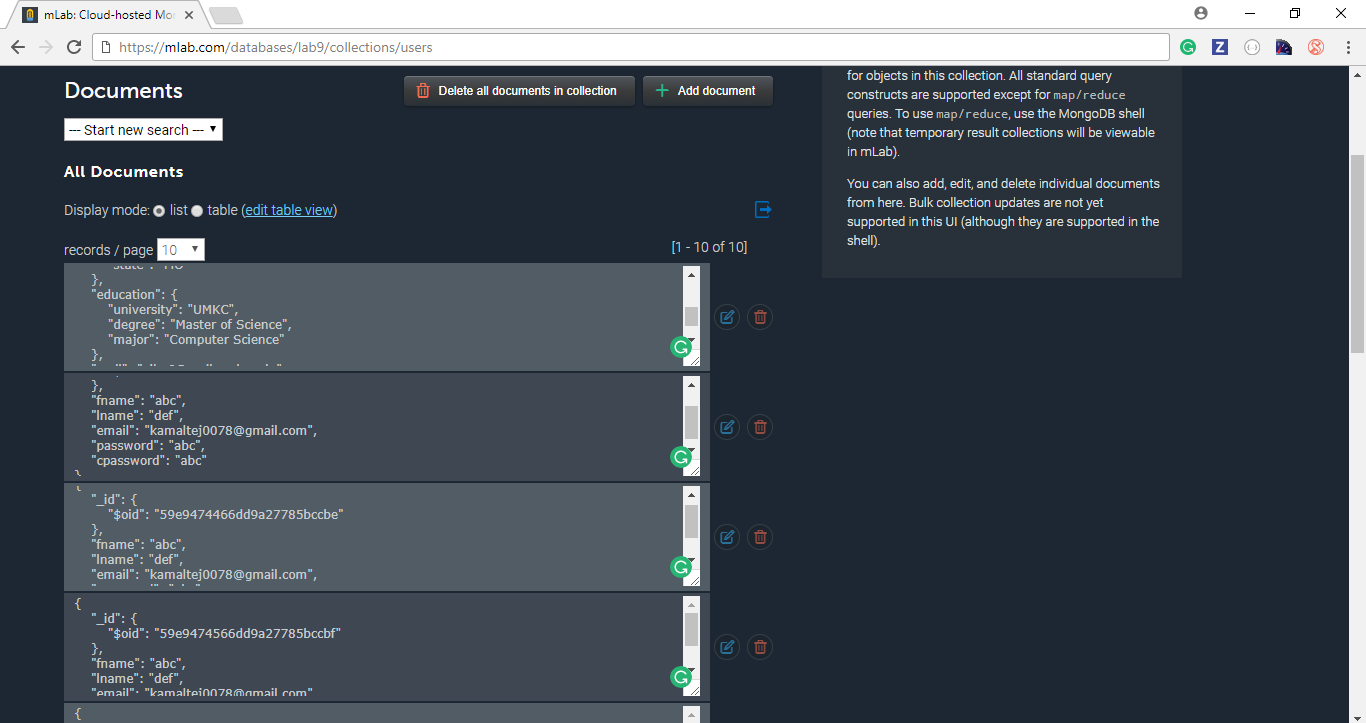 mLab: Cloud-hosted Mon
https://mlab.com/databases/lab9/collections/users
Documents
Delete all documents in collection
Add document
--- Start new search ---
All Documents
Display mode: list table (edit table view)
records / page 10
[1 - 10 of 10]
"state": "MO"
},
"education": {
"university": "UMKC",
"degree": "Master of Science",
"major": "Computer Science"
},
},
"fname": "abc",
"lname": "def",
"email": "kamaltej0078@gmail.com",
"password": "abc",
"cpassword": "abc"
}
{
"_id": {
"$oid": "59e9474466dd9a27785bccbe"
},
"fname": "abc",
"lname": "def",
"email": "kamaltej0078@gmail.com",
{
"_id": {
"$oid": "59e9474566dd9a27785bccbf"
},
"fname": "abc",
"lname": "def",
"email": "kamaltej0078@gmail.com"
{
for objects in this collection. All standard query
constructs are supported except for map/reduce
queries. To use map/reduce, use the MongoDB shell
(note that temporary result collections will be viewable
in mLab).
You can also add, edit, and delete individual documents
from here. Bulk collection updates are not yet
supported in this UI (although they are supported in the
shell).